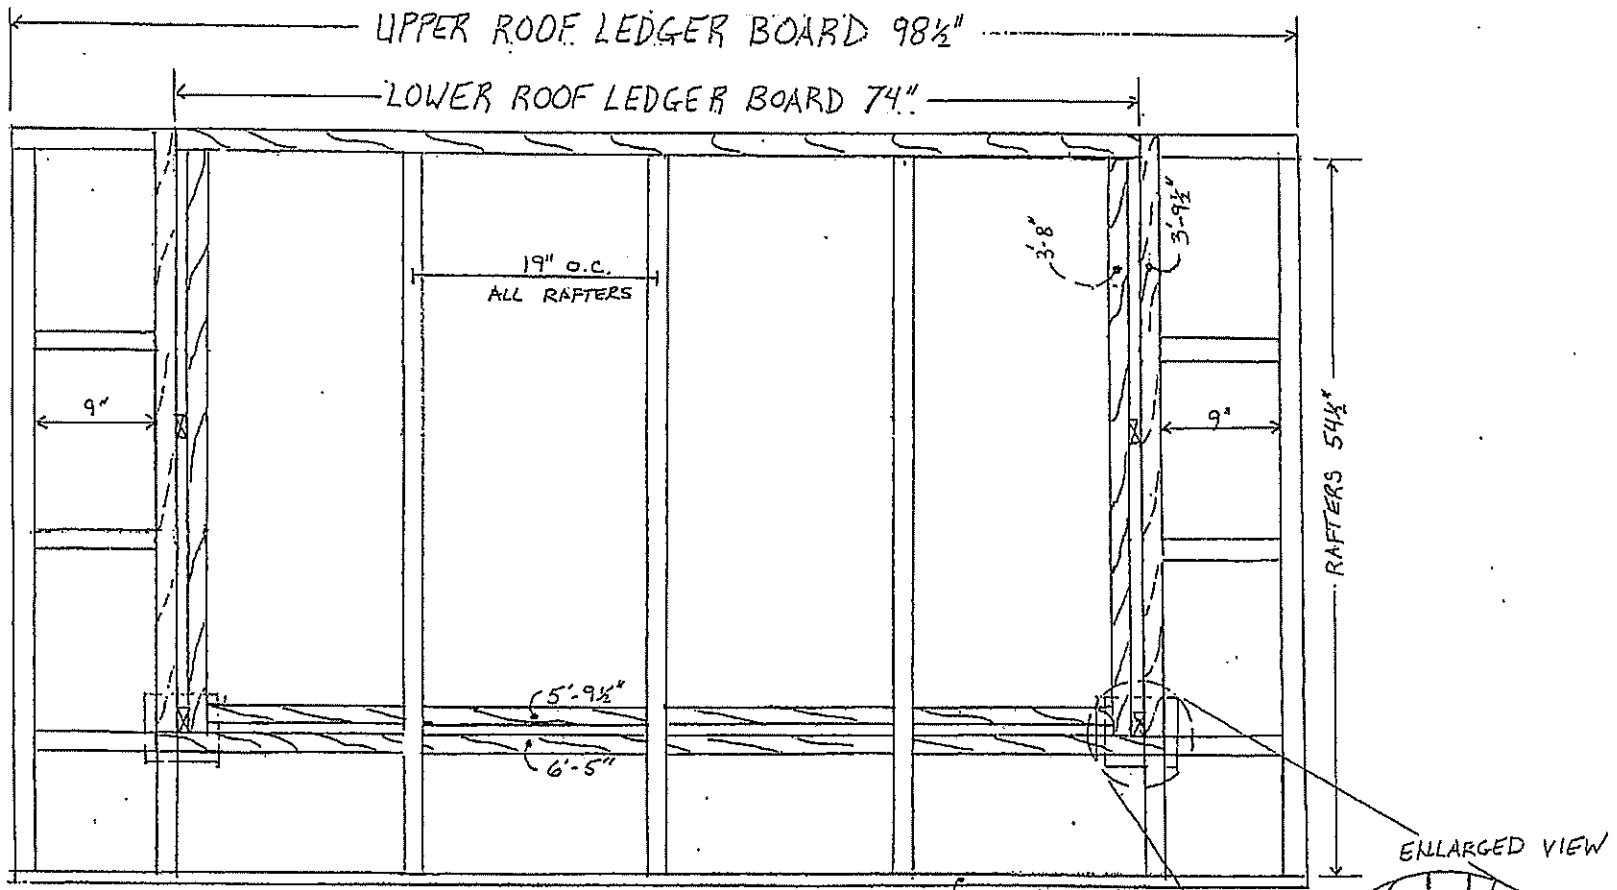 UPPER ROOF LEDGER BOARD 98½"
LOWER ROOF LEDGER BOARD 74"
3'-8"
3'-9½"
19" O.C.
ALL RAFTERS
9"
9"
RAFTERS 54½"
5'-9½"
6'-5"
ENLARGED VIEW